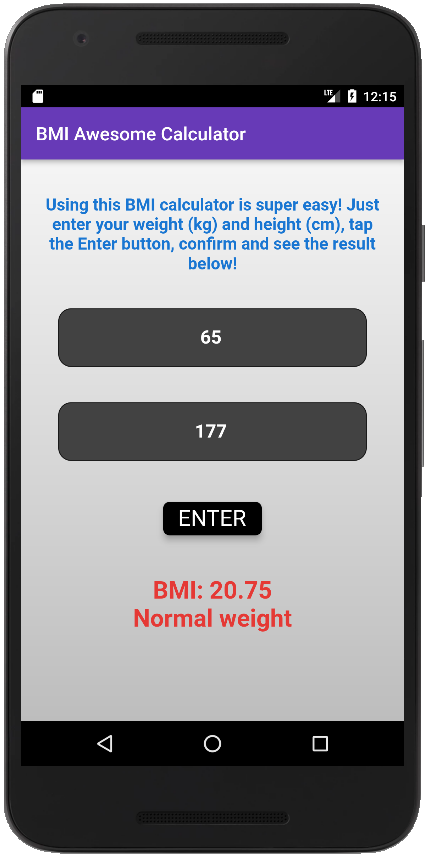 LTE 12:15
BMI Awesome Calculator
Using this BMI calculator is super easy! Just
enter your weight (kg) and height (cm), tap
the Enter button, confirm and see the result
below!
65
177
ENTER
BMI: 20.75
Normal weight